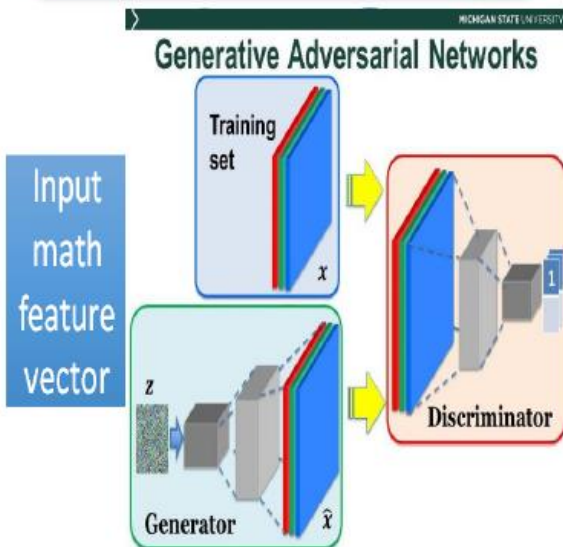 MICHIGAN STATE UNIVERSITY
Generative Adversarial Networks
Input
math
feature
vector
Training
set
x
z
Generator
x̂
1
Discriminator